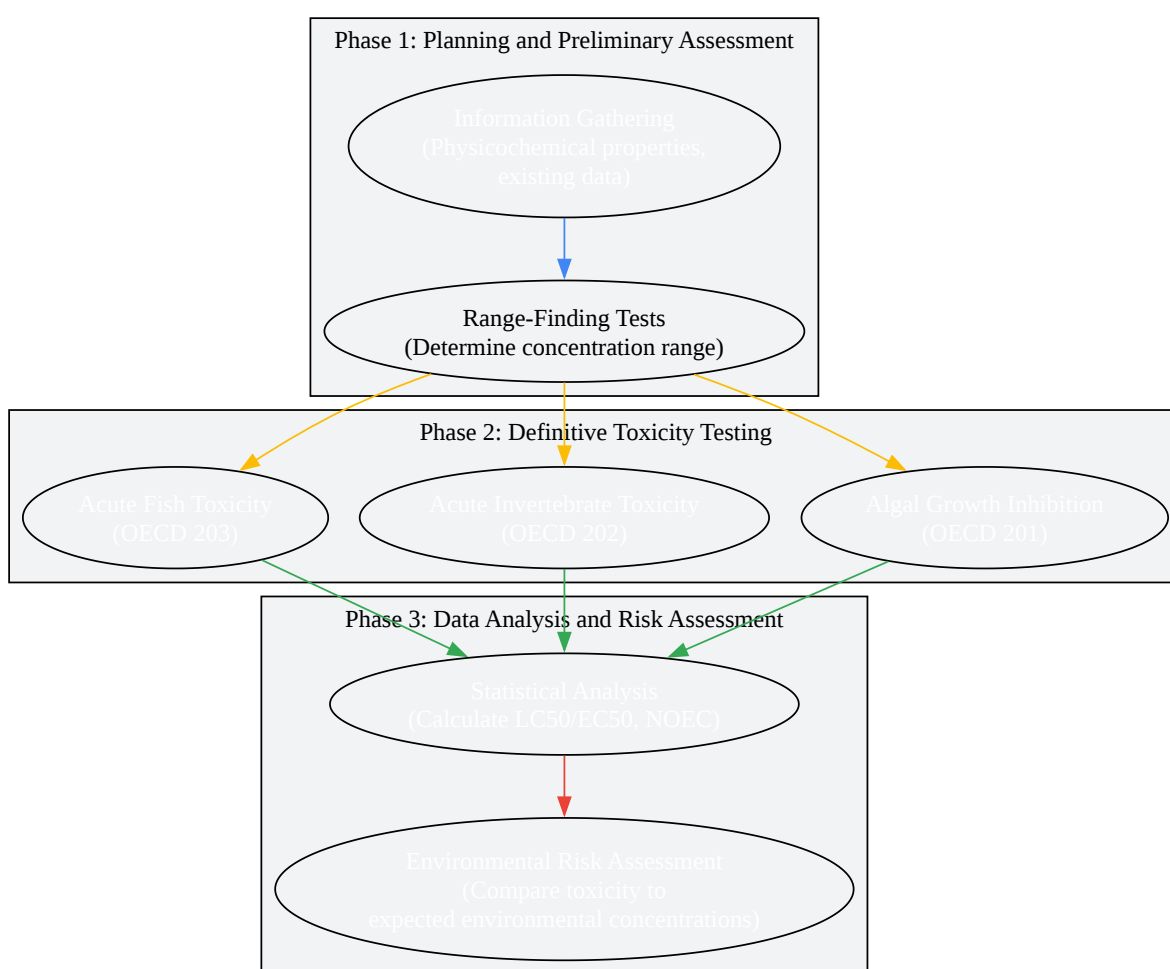 Phase 1: Planning and Preliminary Assessment
Information Gathering
(Physicochemical properties,
existing data)
Range-Finding Tests
(Determine concentration range)
Phase 2: Definitive Toxicity Testing
Acute Fish Toxicity
(OECD 203)
Acute Invertebrate Toxicity
(OECD 202)
Algal Growth Inhibition
(OECD 201)
Phase 3: Data Analysis and Risk Assessment
Statistical Analysis
(Calculate LC50/EC50, NOEC)
Environmental Risk Assessment
(Compare toxicity to
expected environmental concentrations)